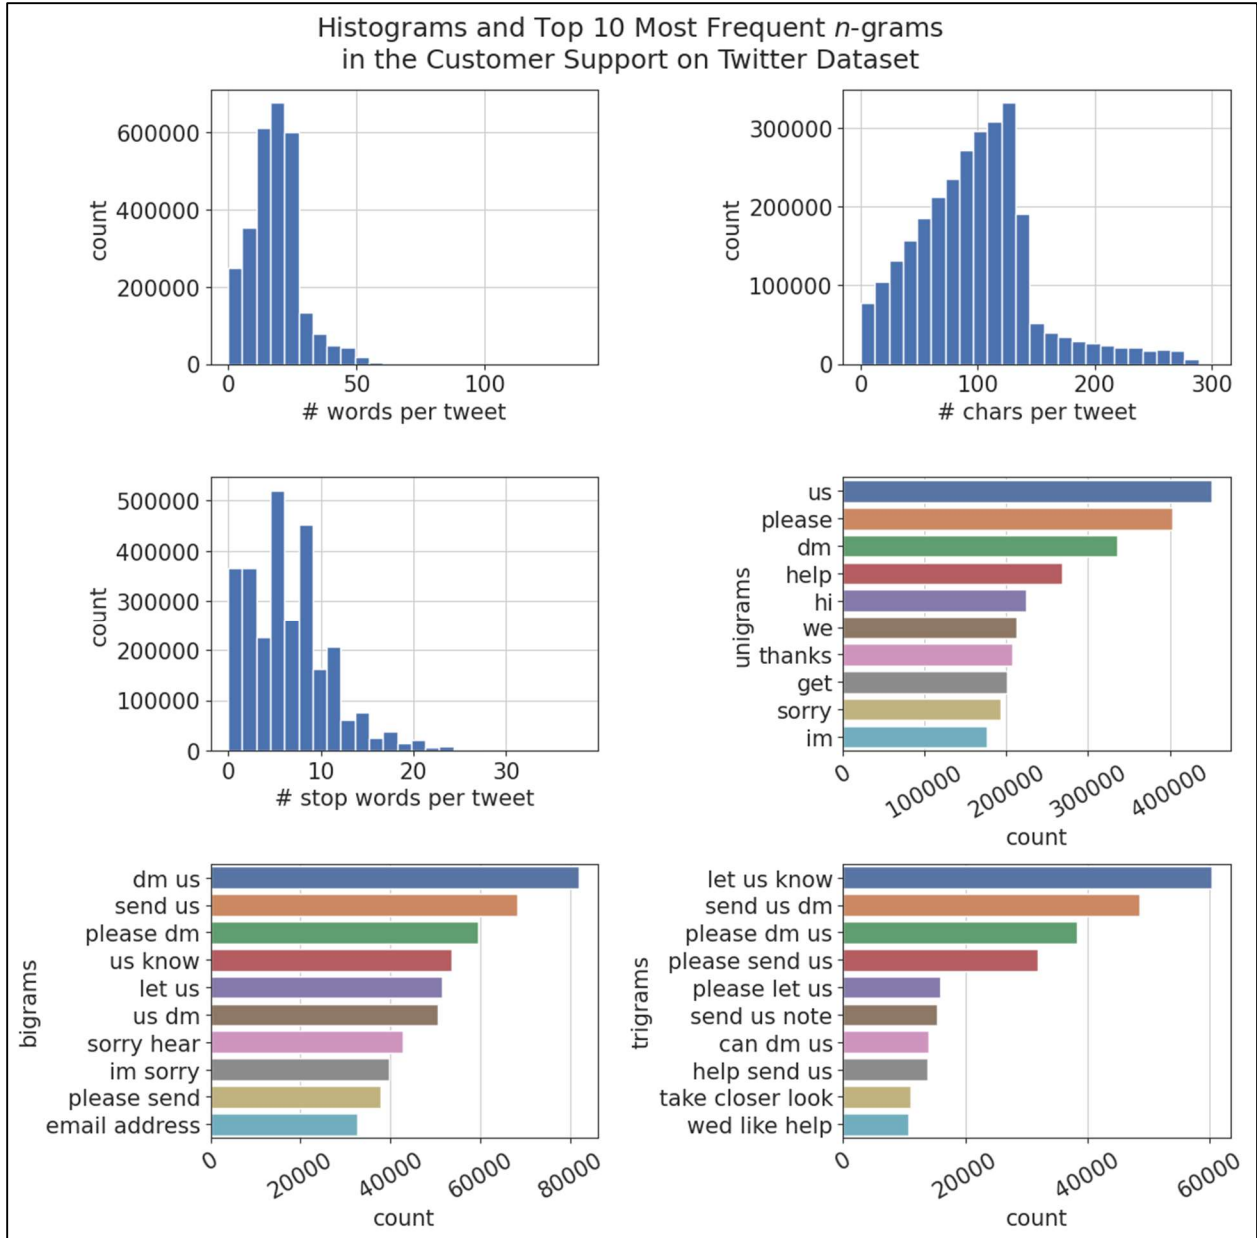 Histograms and Top 10 Most Frequent n-grams
in the Customer Support on Twitter Dataset
600000
400000
200000
0
count
0 50 100
# words per tweet
300000
200000
100000
0
count
0 100 200 300
# chars per tweet
500000
400000
300000
200000
100000
0
count
0 10 20 30
# stop words per tweet
us
please
dm
help
hi
we
thanks
get
sorry
im
unigrams
0 100000 200000 300000 400000
count
dm us
send us
please dm
us know
let us
us dm
sorry hear
im sorry
please send
email address
bigrams
0 20000 40000 60000 80000
count
let us know
send us dm
please dm us
please send us
please let us
send us note
can dm us
help send us
take closer look
wed like help
trigrams
0 20000 40000 60000
count